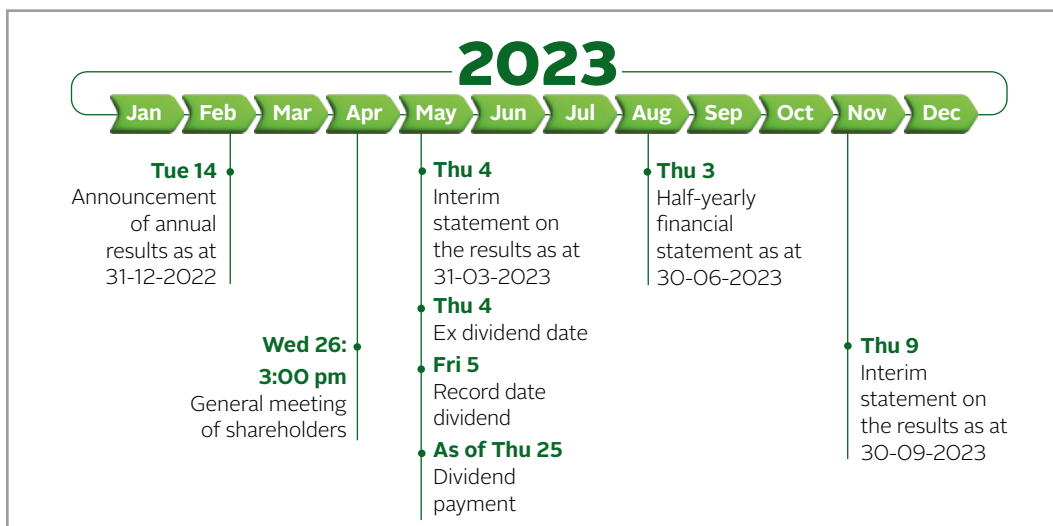 2023
Jan Feb Mar Apr May Jun Jul Aug Sep Oct Nov Dec
Tue 14
Announcement
of annual
results as at
31-12-2022
Wed 26:
3:00 pm
General meeting
of shareholders
Thu 4
Interim
statement on
the results as at
31-03-2023
Thu 4
Ex dividend date
Fri 5
Record date
dividend
As of Thu 25
Dividend
payment
Thu 3
Half-yearly
financial
statement as at
30-06-2023
Thu 9
Interim
statement on
the results as at
30-09-2023